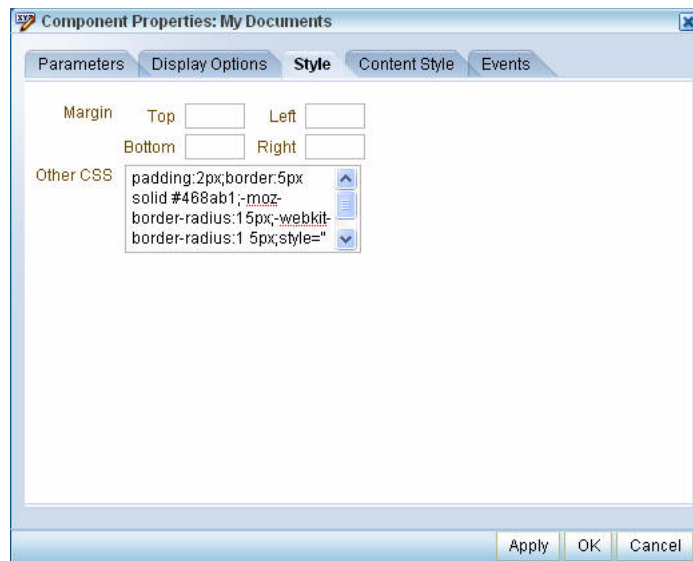 Component Properties: My Documents
Parameters Display Options Style Content Style Events
Margin Top Left
Bottom Right
Other CSS
padding:2px;border:5px
solid #468ab1;-moz-
border-radius:15px;-webkit-
border-radius:1 5px;style="
Apply OK Cancel